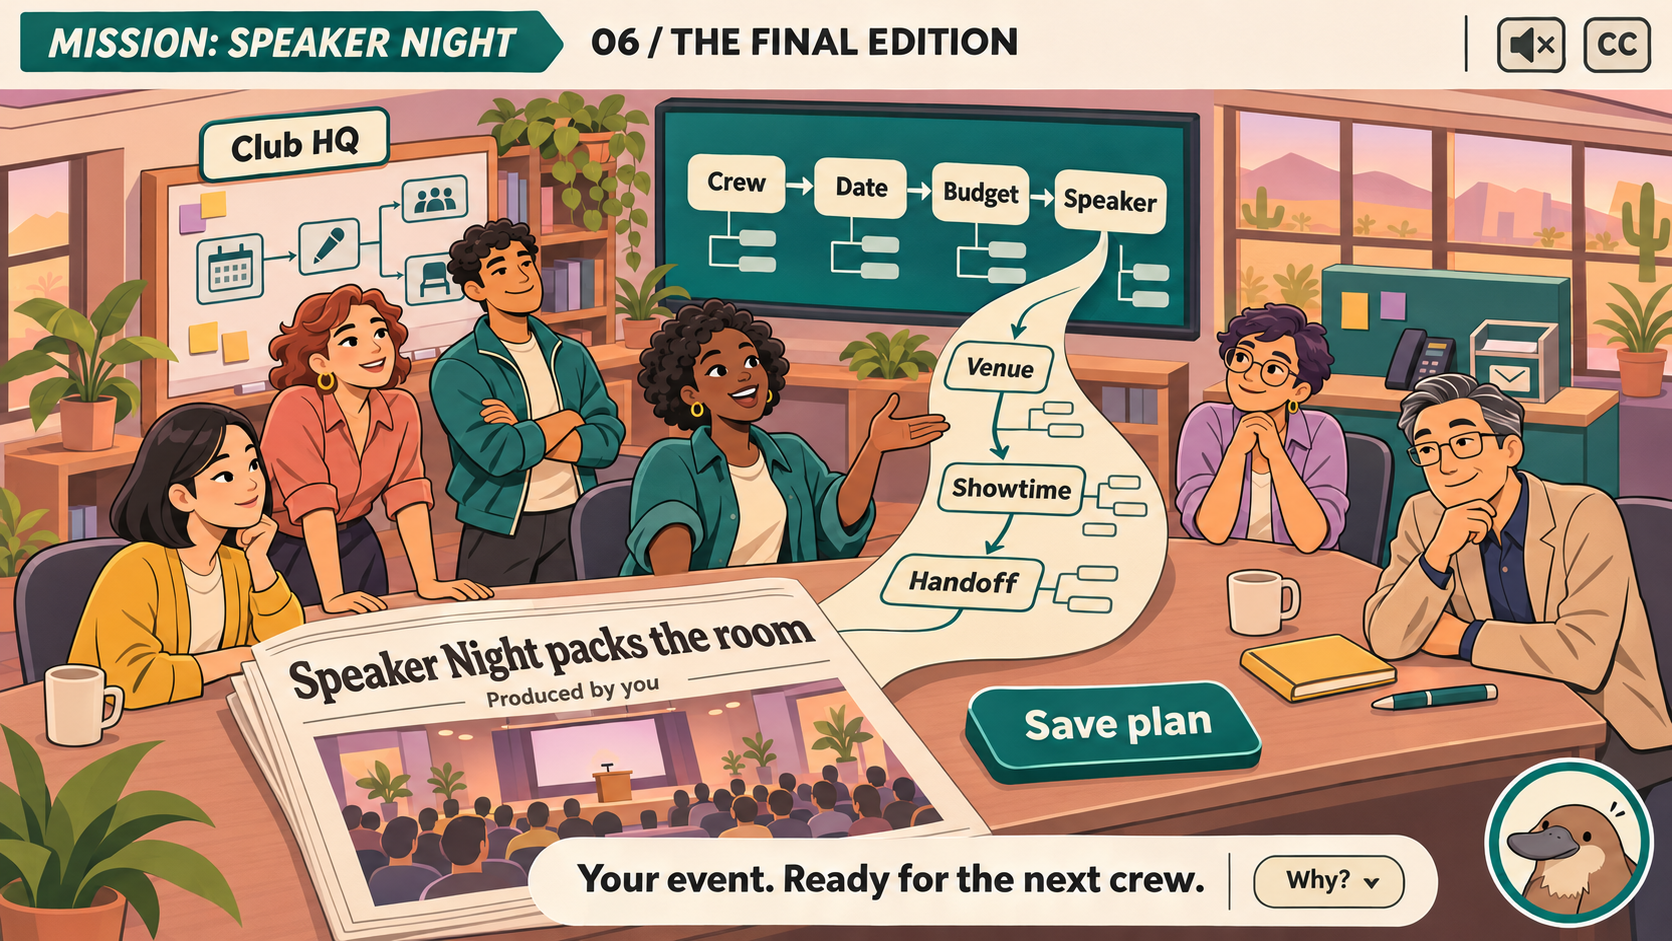 MISSION: SPEAKER NIGHT
06 / THE FINAL EDITION
CC
Club HQ
Crew
Date
Budget
Speaker
Venue
Showtime
Handoff
Speaker Night packs the room
Produced by you
Save plan
Your event. Ready for the next crew.
Why?